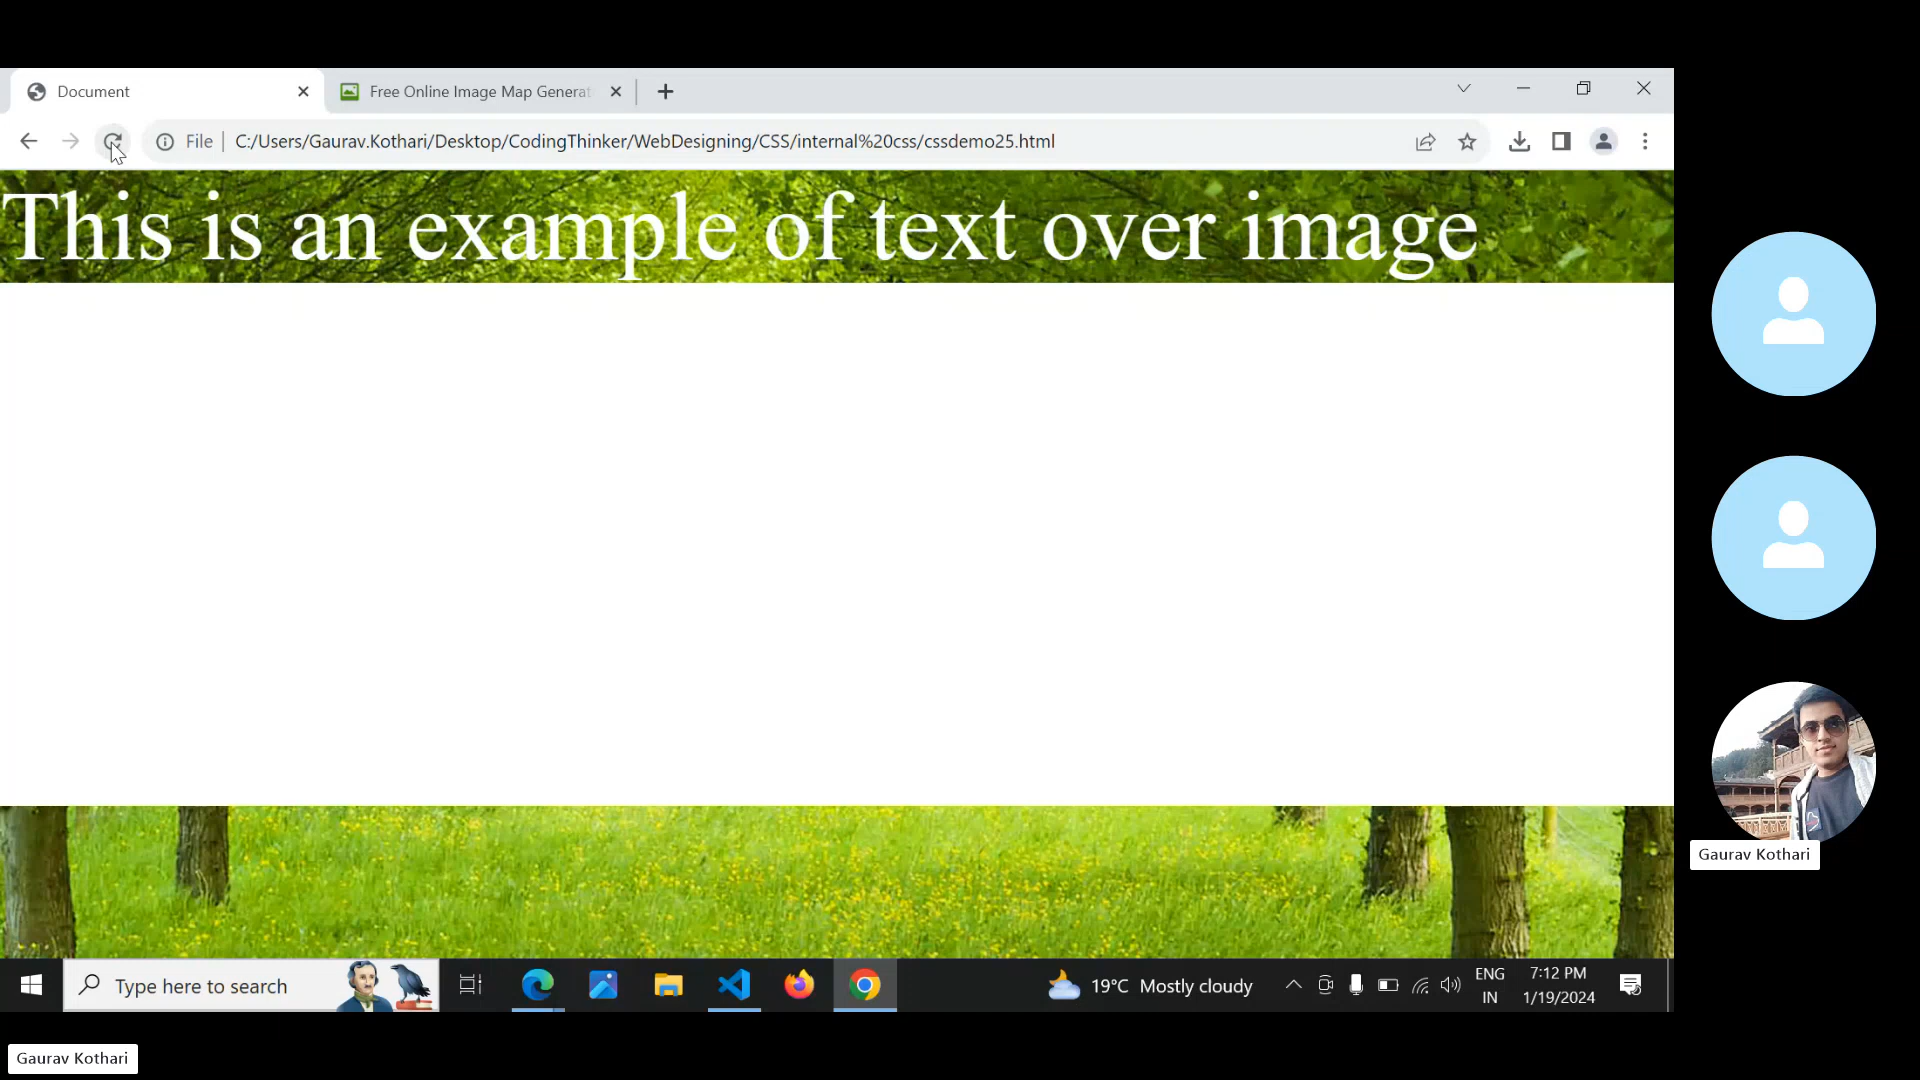 Document
Free Online Image Map Generat
File
C:/Users/Gaurav.Kothari/Desktop/CodingThinker/WebDesigning/CSS/internal%20css/cssdemo25.html
This is an example of text over image
Gaurav Kothari
Type here to search
19°C Mostly cloudy
ENG
IN
7:12 PM
1/19/2024
Gaurav Kothari